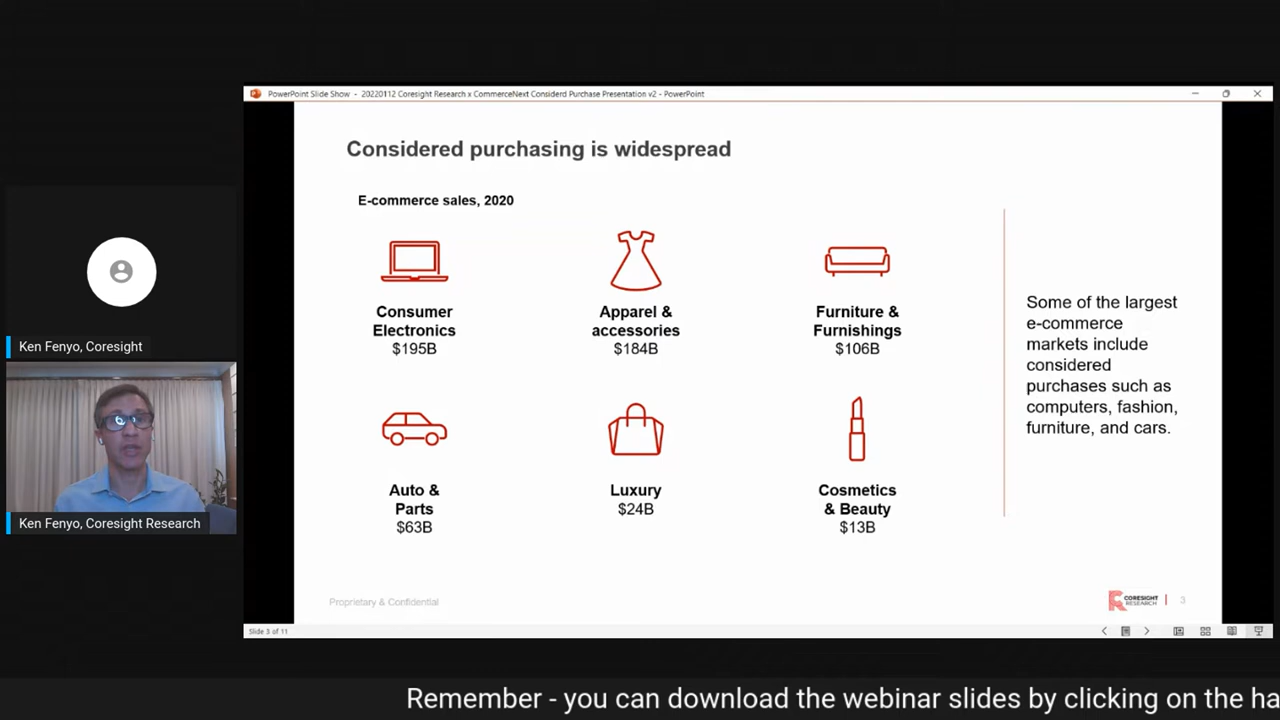 PowerPoint Slide Show - 20220112 Coresight Research x CommerceNext Considerd Purchase Presentation v2 - PowerPoint
Considered purchasing is widespread
E-commerce sales, 2020
Consumer
Electronics
$195B
Apparel &
accessories
$184B
Furniture &
Furnishings
$106B
Auto &
Parts
$63B
Luxury
$24B
Cosmetics
& Beauty
$13B
Some of the largest
e-commerce
markets include
considered
purchases such as
computers, fashion,
furniture, and cars.
Proprietary & Confidential
CORESIGHT
RESEARCH
3
Slide 3 of 11
Ken Fenyo, Coresight
Ken Fenyo, Coresight Research
Remember - you can download the webinar slides by clicking on the ha